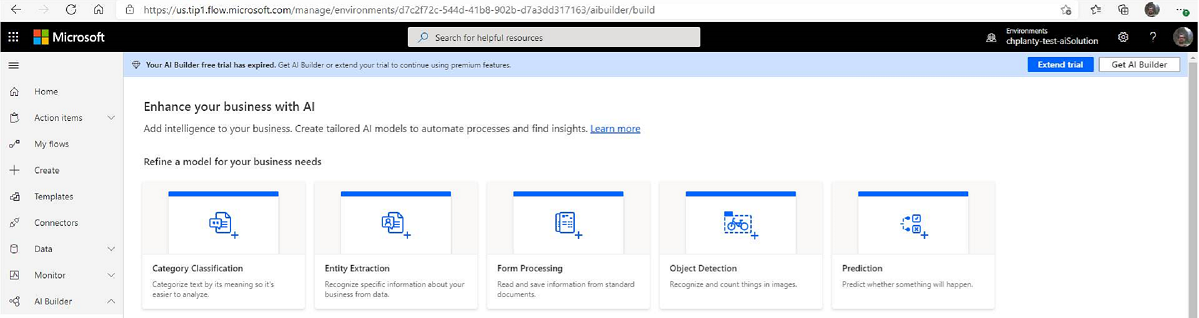 https://us.tip1.flow.microsoft.com/manage/environments/d7c2f72c-544d-41b8-902b-d7a3dd317163/aibuilder/build
Microsoft
Search for helpful resources
Environments
chplanty-test-aiSolution
?
Your AI Builder free trial has expired. Get AI Builder or extend your trial to continue using premium features.
Extend trial
Get AI Builder
Home
Action items
My flows
Create
Templates
Connectors
Data
Monitor
AI Builder
Enhance your business with AI
Add intelligence to your business. Create tailored AI models to automate processes and find insights. Learn more
Refine a model for your business needs
Category Classification
Categorize text by its meaning so it's
easier to analyze.
Entity Extraction
Recognize specific information about your
business from data.
Form Processing
Read and save information from standard
documents.
Object Detection
Recognize and count things in images.
Prediction
Predict whether something will happen.